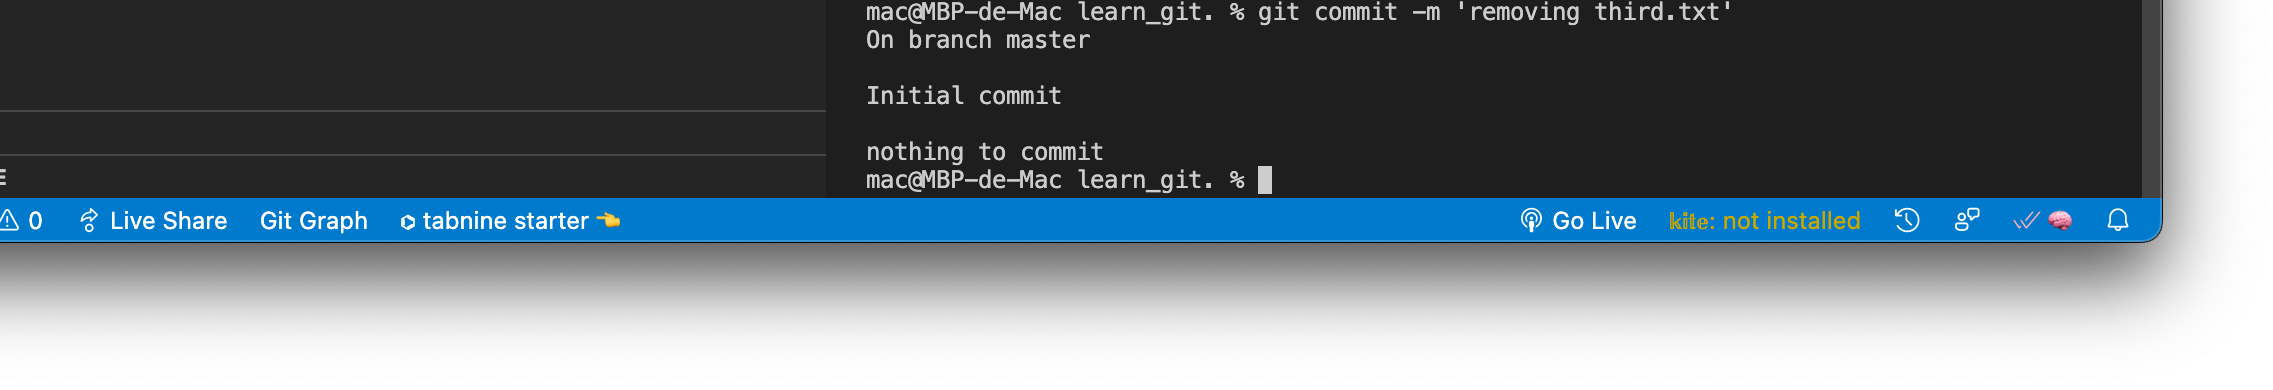 mac@MBP-de-Mac learn_git. % git commit -m 'removing third.txt'
On branch master
Initial commit
nothing to commit
mac@MBP-de-Mac learn_git. %
0 Live Share Git Graph tabnine starter Go Live kite: not installed